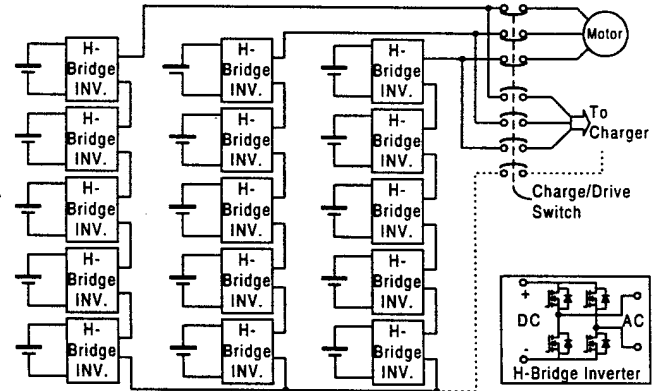 H-
Bridge
INV.
H-
Bridge
INV.
H-
Bridge
INV.
Motor
H-
Bridge
INV.
H-
Bridge
INV.
H-
Bridge
INV.
To
Charger
H-
Bridge
INV.
H-
Bridge
INV.
H-
Bridge
INV.
Charge/Drive
Switch
H-
Bridge
INV.
H-
Bridge
INV.
H-
Bridge
INV.
H-
Bridge
INV.
H-
Bridge
INV.
H-
Bridge
INV.
+
DC
AC
-
H-Bridge Inverter